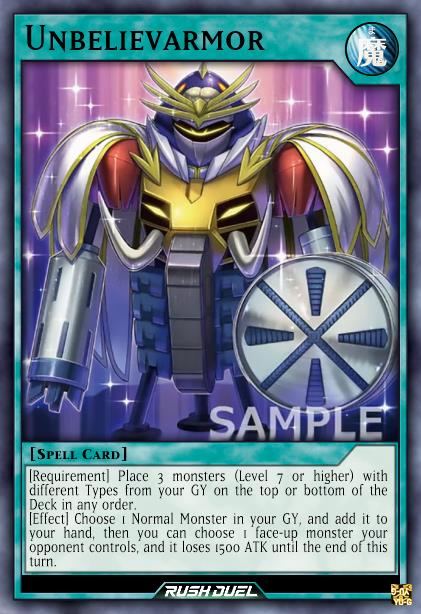 UNBELIEVARMOR
ま
魔
SAMPLE
[SPELL CARD]
[Requirement] Place 3 monsters (Level 7 or higher) with
different Types from your GY on the top or bottom of the
Deck in any order.
[Effect] Choose 1 Normal Monster in your GY, and add it to
your hand, then you can choose 1 face-up monster your
opponent controls, and it loses 1500 ATK until the end of this
turn.
RUSH DUEL